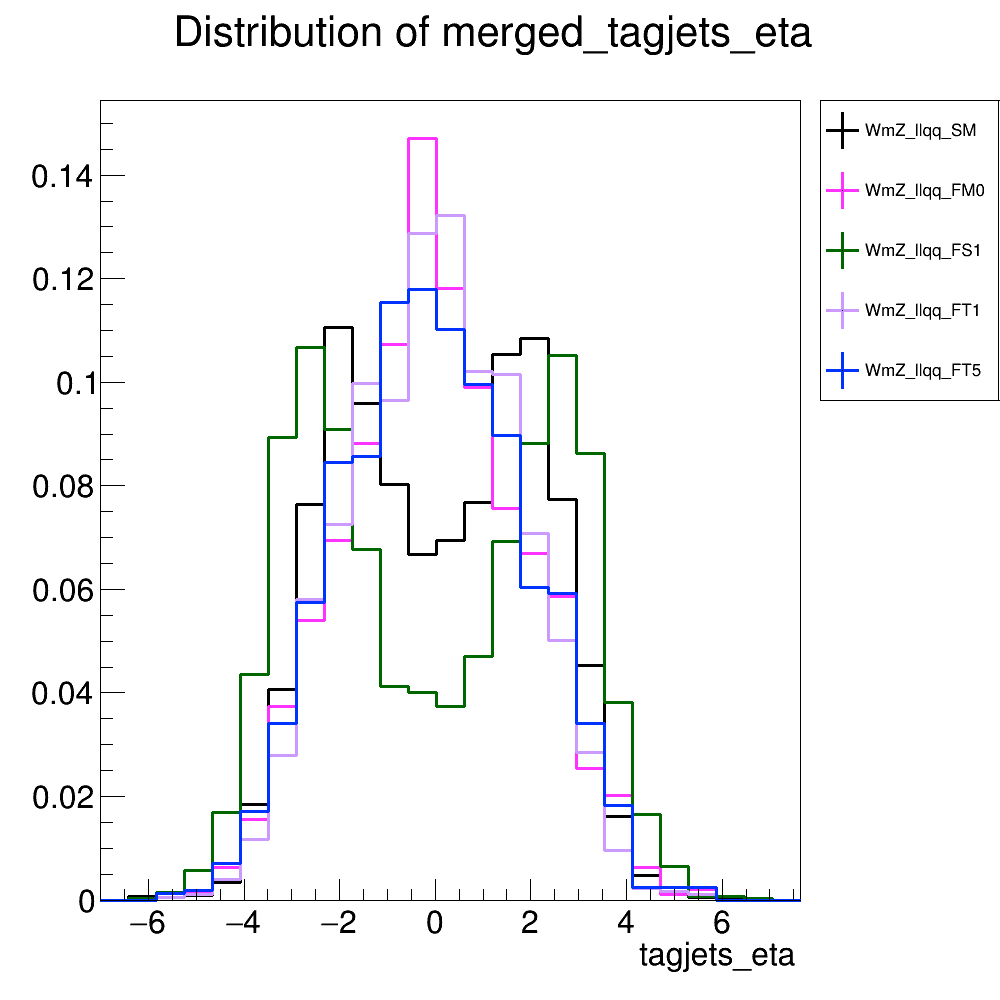 Distribution of merged_tagjets_eta
WmZ_llqq_SM
WmZ_llqq_FM0
WmZ_llqq_FS1
WmZ_llqq_FT1
WmZ_llqq_FT5
0.14
0.12
0.1
0.08
0.06
0.04
0.02
0
−6 −4 −2 0 2 4 6
tagjets_eta